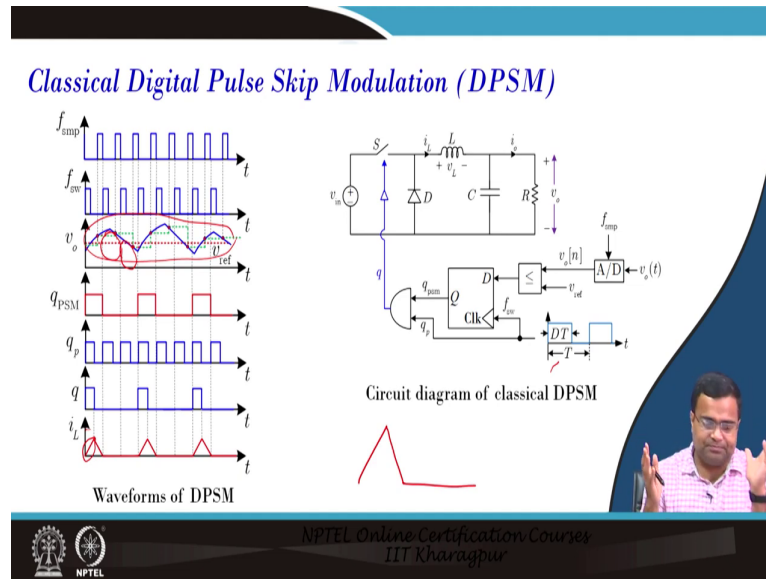 Classical Digital Pulse Skip Modulation (DPSM)
f_smp
t
f_sw
t
v_o
v_ref
t
q_PSM
t
q_p
t
q
t
i_L
t
Waveforms of DPSM
S
i_L
L
i_o
+ v_L −
+
v_in
D
C
R
v_o
−
f_smp
q
v_o[n]
A/D
v_o(t)
D
≤
q_psm
Q
v_ref
f_sw
Clk
q_p
DT
T
t
Circuit diagram of classical DPSM
NPTEL Online Certification Courses
IIT Kharagpur
NPTEL